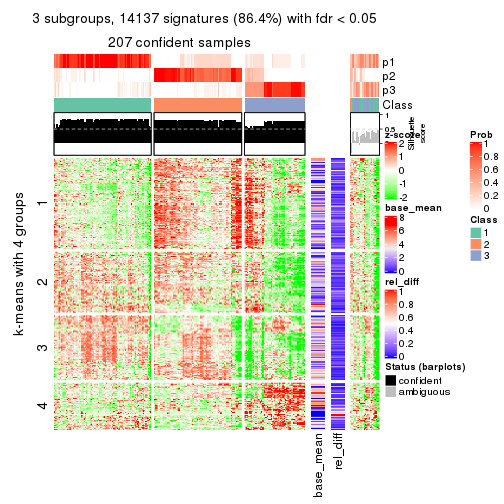 3 subgroups, 14137 signatures (86.4%) with fdr < 0.05
207 confident samples
p1
p2
p3
Class
1
0.5
0
Silhouette
score
k-means with 4 groups
1
2
3
4
base_mean
rel_diff
z-score
2
1
0
-1
-2
base_mean
8
6
4
2
0
rel_diff
1
0.8
0.6
0.4
0.2
0
Status (barplots)
confident
ambiguous
Prob
1
0.8
0.6
0.4
0.2
0
Class
1
2
3